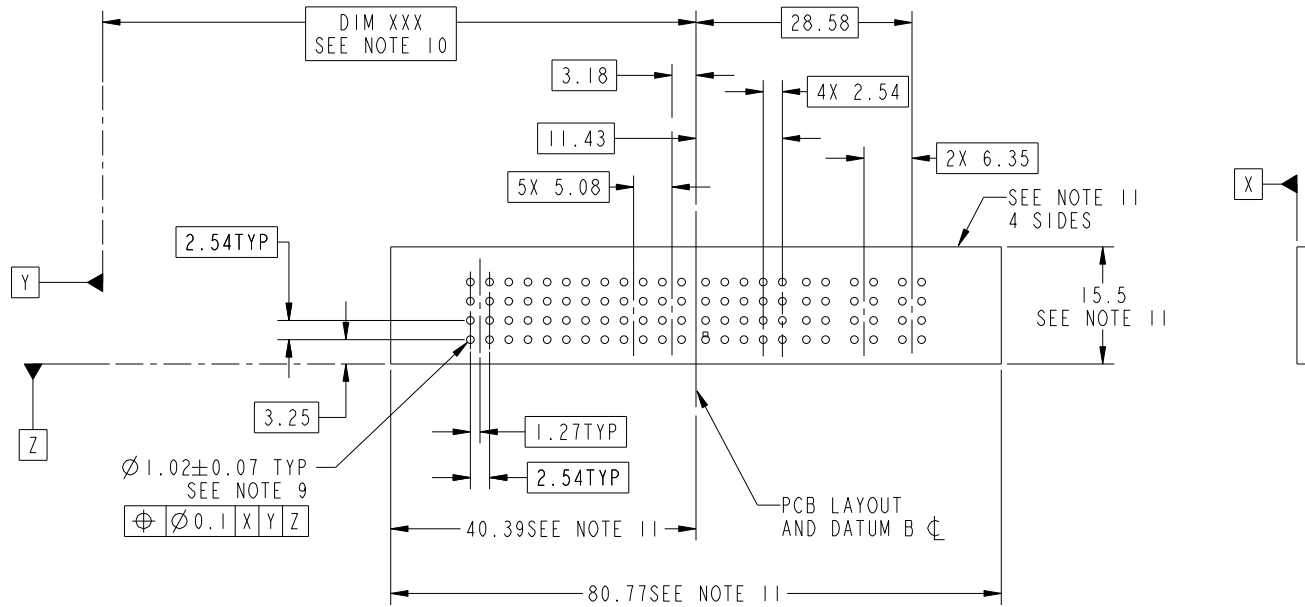 DIM XXX
SEE NOTE 10
28.58
3.18
4X 2.54
11.43
2X 6.35
5X 5.08
X
SEE NOTE 11
4 SIDES
2.54TYP
Y
15.5
SEE NOTE 11
3.25
Z
1.27TYP
Ø1.02±0.07 TYP
SEE NOTE 9
2.54TYP
⌖ Ø0.1 X Y Z
PCB LAYOUT
AND DATUM B ℄
40.39SEE NOTE 11
80.77SEE NOTE 11